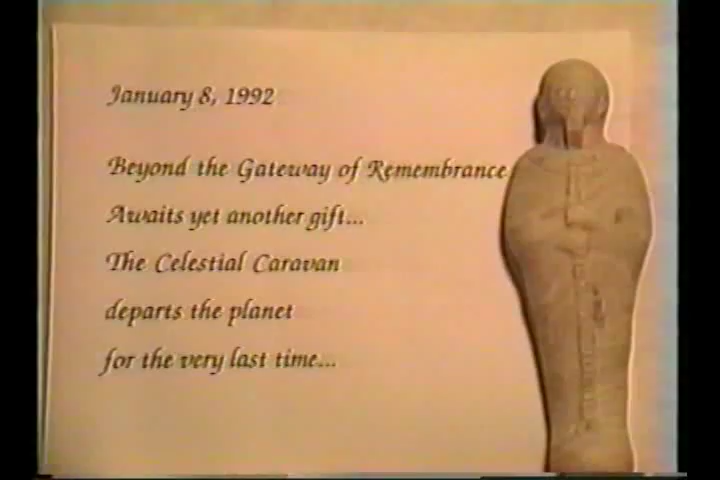 January 8, 1992
Beyond the Gateway of Remembrance
Awaits yet another gift...
The Celestial Caravan
departs the planet
for the very last time...